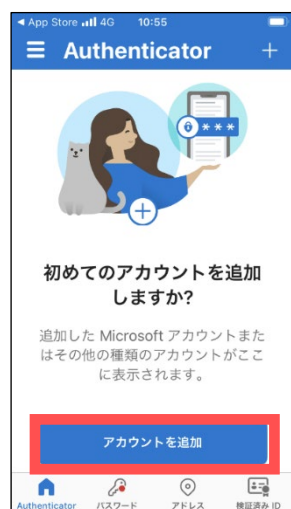 App Store 4G 10:55
Authenticator
***
初めてのアカウントを追加
しますか?
追加した Microsoft アカウントまた
はその他の種類のアカウントがここ
に表示されます。
アカウントを追加
Authenticator パスワード アドレス 検証済み ID